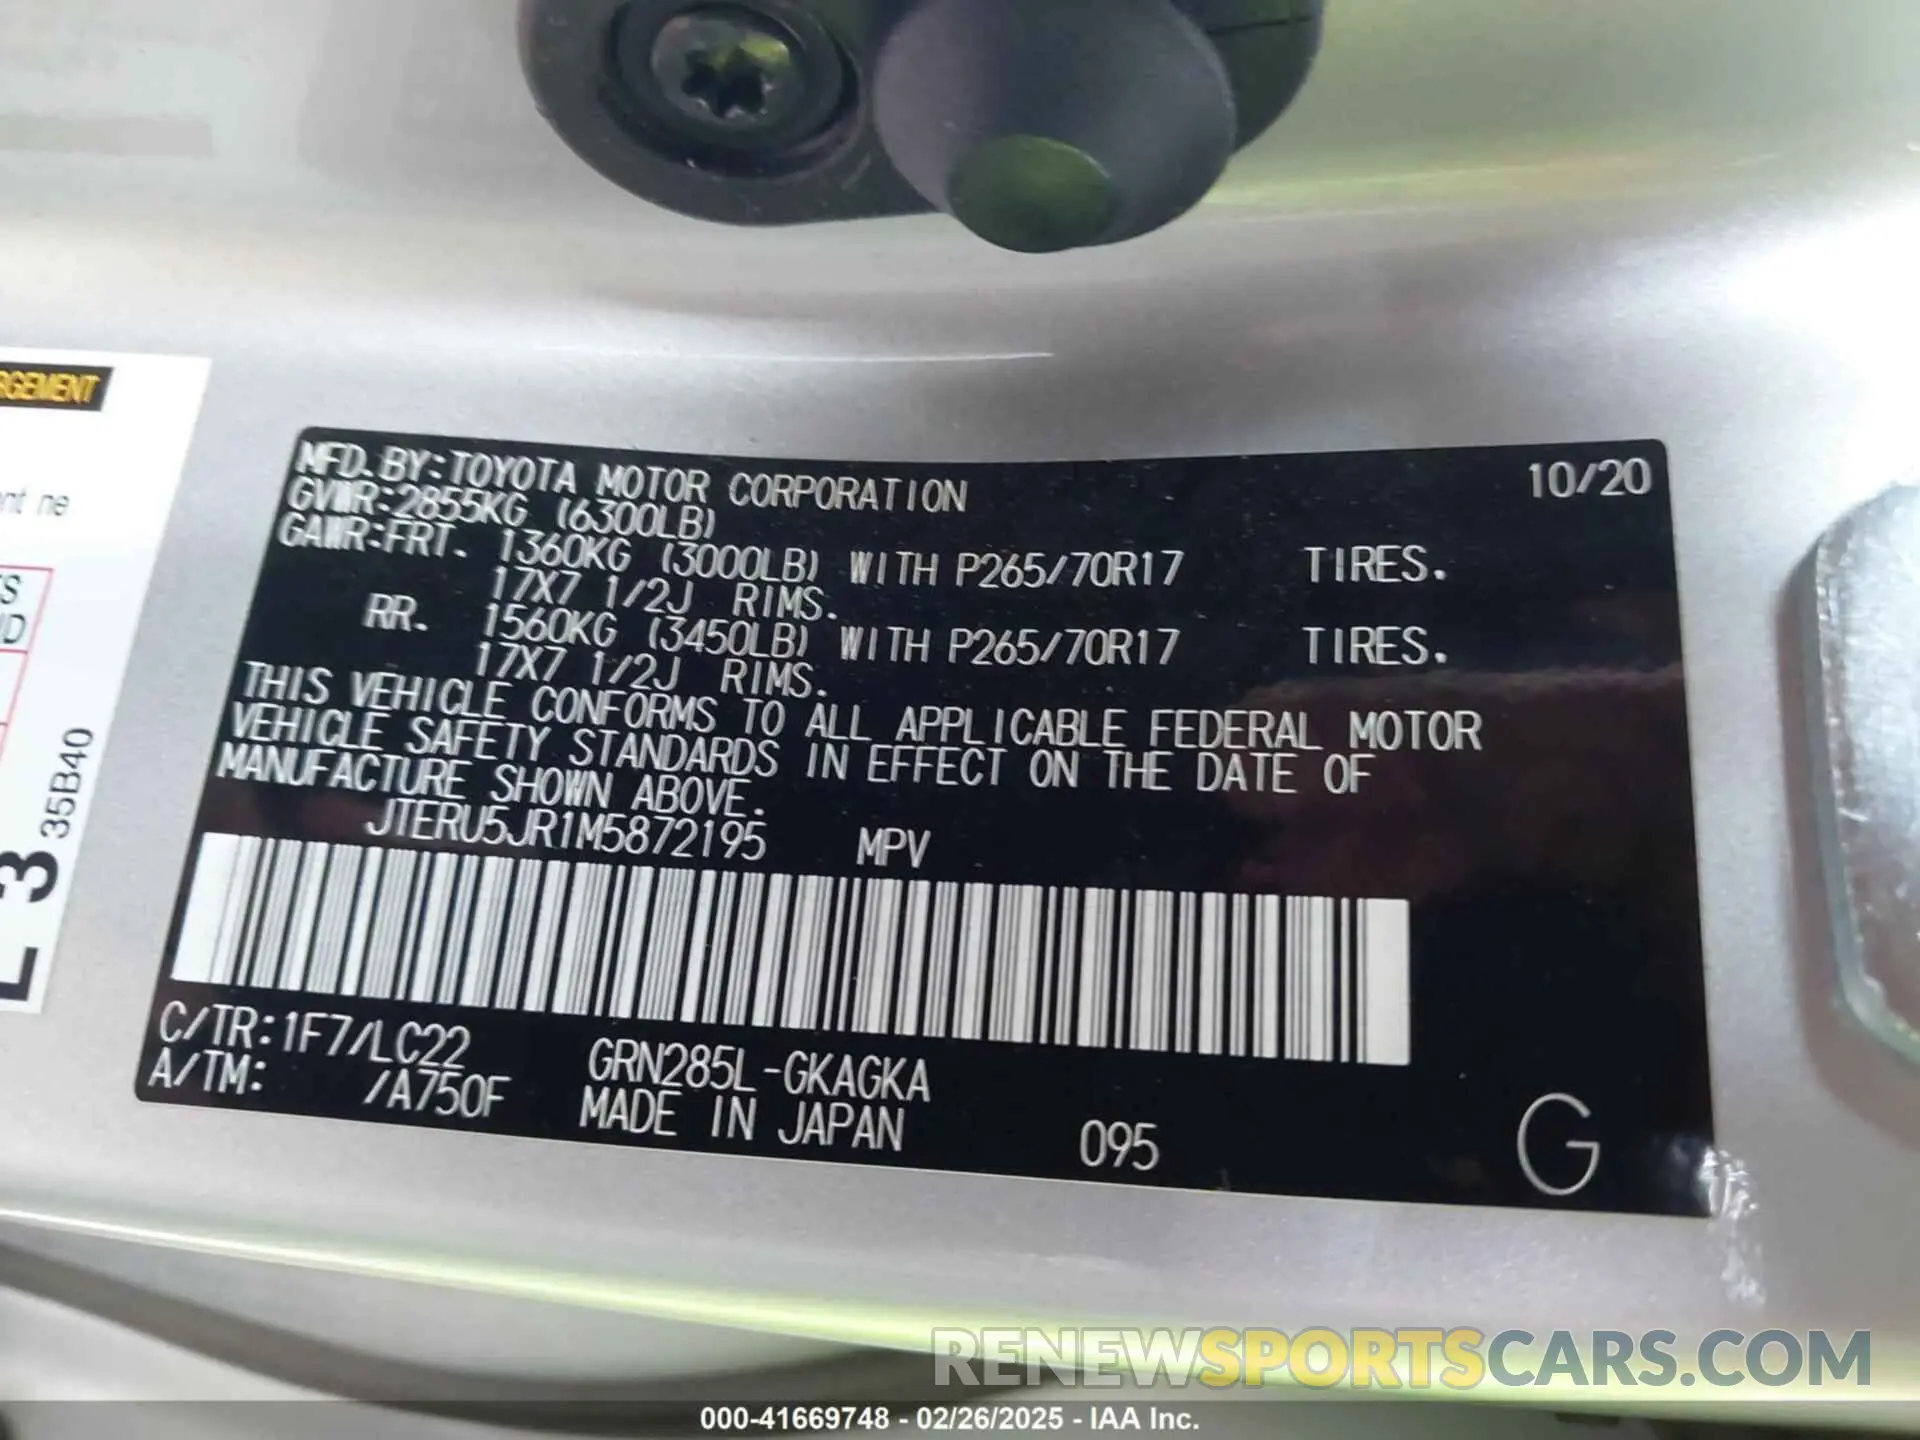 MFD.BY:TOYOTA MOTOR CORPORATION 10/20
GVWR:2855KG (6300LB)
GAWR:FRT. 1360KG (3000LB) WITH P265/70R17 TIRES.
17X7 1/2J RIMS.
RR. 1560KG (3450LB) WITH P265/70R17 TIRES.
17X7 1/2J RIMS.
THIS VEHICLE CONFORMS TO ALL APPLICABLE FEDERAL MOTOR
VEHICLE SAFETY STANDARDS IN EFFECT ON THE DATE OF
MANUFACTURE SHOWN ABOVE.
JTERU5JR1M5872195 MPV
C/TR:1F7/LC22 GRN285L-GKAGKA
A/TM: /A750F MADE IN JAPAN 095 G
ne
3 35B40
RENEWSPORTSCARS.COM
000-41669748 - 02/26/2025 - IAA Inc.